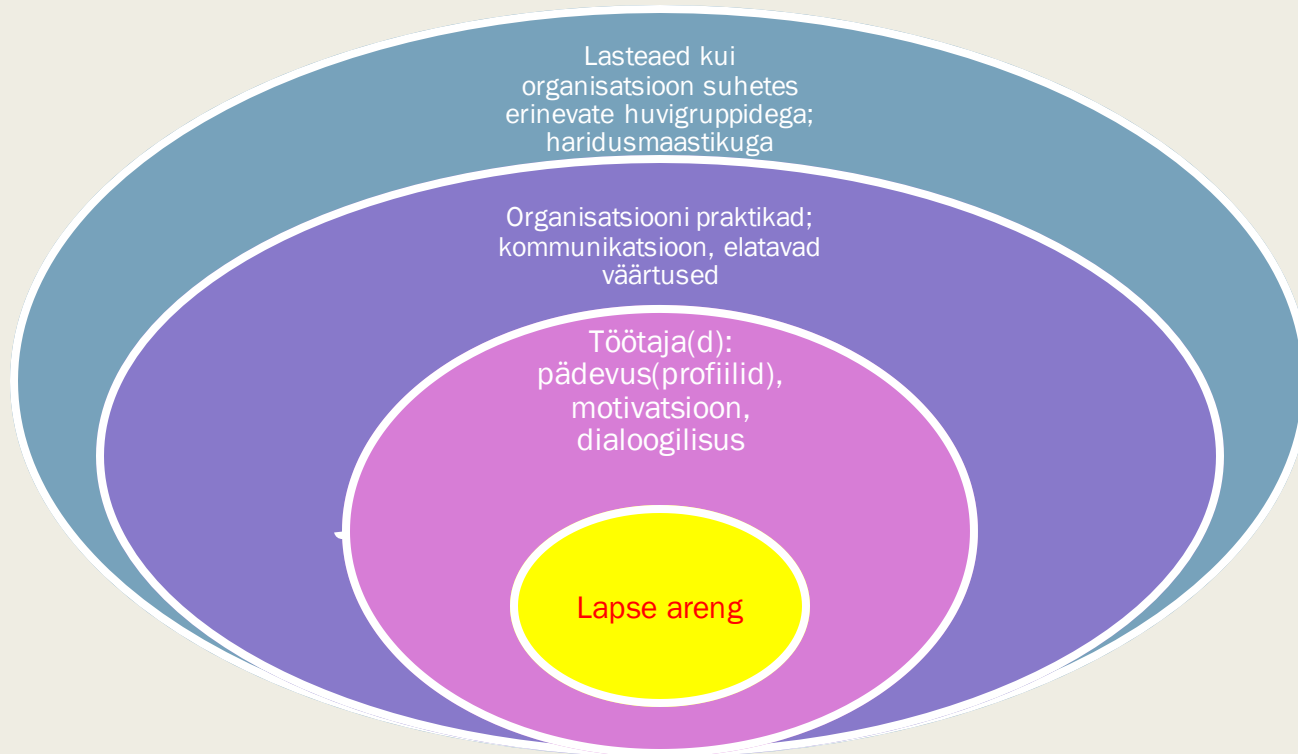 Lasteaed kui
organisatsioon suhetes
erinevate huvigruppidega;
haridusmaastikuga
Organisatsiooni praktikad;
kommunikatsioon, elatavad
väärtused
Töötaja(d):
pädevus(profiilid),
motivatsioon,
dialoogilisus
Lapse areng